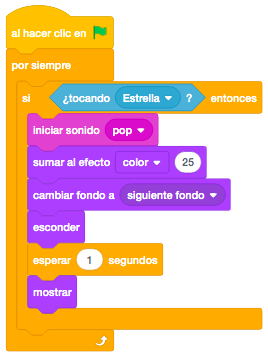 al hacer clic en
por siempre
si ¿tocando Estrella ? entonces
iniciar sonido pop
sumar al efecto color 25
cambiar fondo a siguiente fondo
esconder
esperar 1 segundos
mostrar